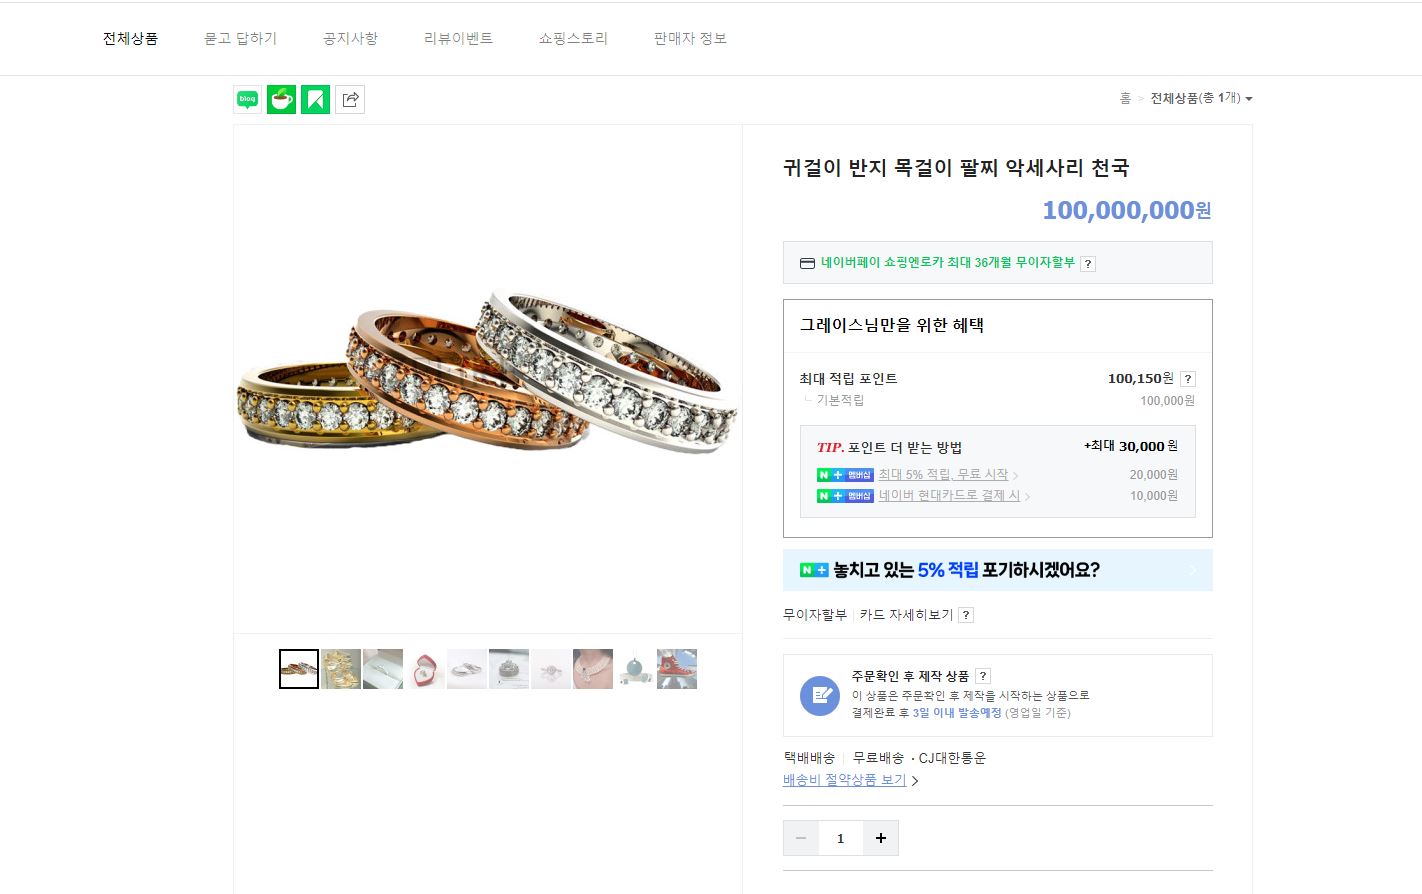 전체상품 묻고 답하기 공지사항 리뷰이벤트 쇼핑스토리 판매자 정보
blog
홈 > 전체상품(총 1개)
귀걸이 반지 목걸이 팔찌 악세사리 천국
100,000,000원
네이버페이 쇼핑엔로카 최대 36개월 무이자할부 ?
그레이스님만을 위한 혜택
최대 적립 포인트 100,150원 ?
기본적립 100,000원
TIP. 포인트 더 받는 방법 +최대 30,000 원
N + 멤버십 최대 5% 적립, 무료 시작 > 20,000원
N + 멤버십 네이버 현대카드로 결제 시 > 10,000원
N + 놓치고 있는 5% 적립 포기하시겠어요?
무이자할부 카드 자세히보기 ?
주문확인 후 제작 상품 ?
이 상품은 주문확인 후 제작을 시작하는 상품으로
결제완료 후 3일 이내 발송예정 (영업일 기준)
택배배송 무료배송 · CJ대한통운
배송비 절약상품 보기 >
− 1 +